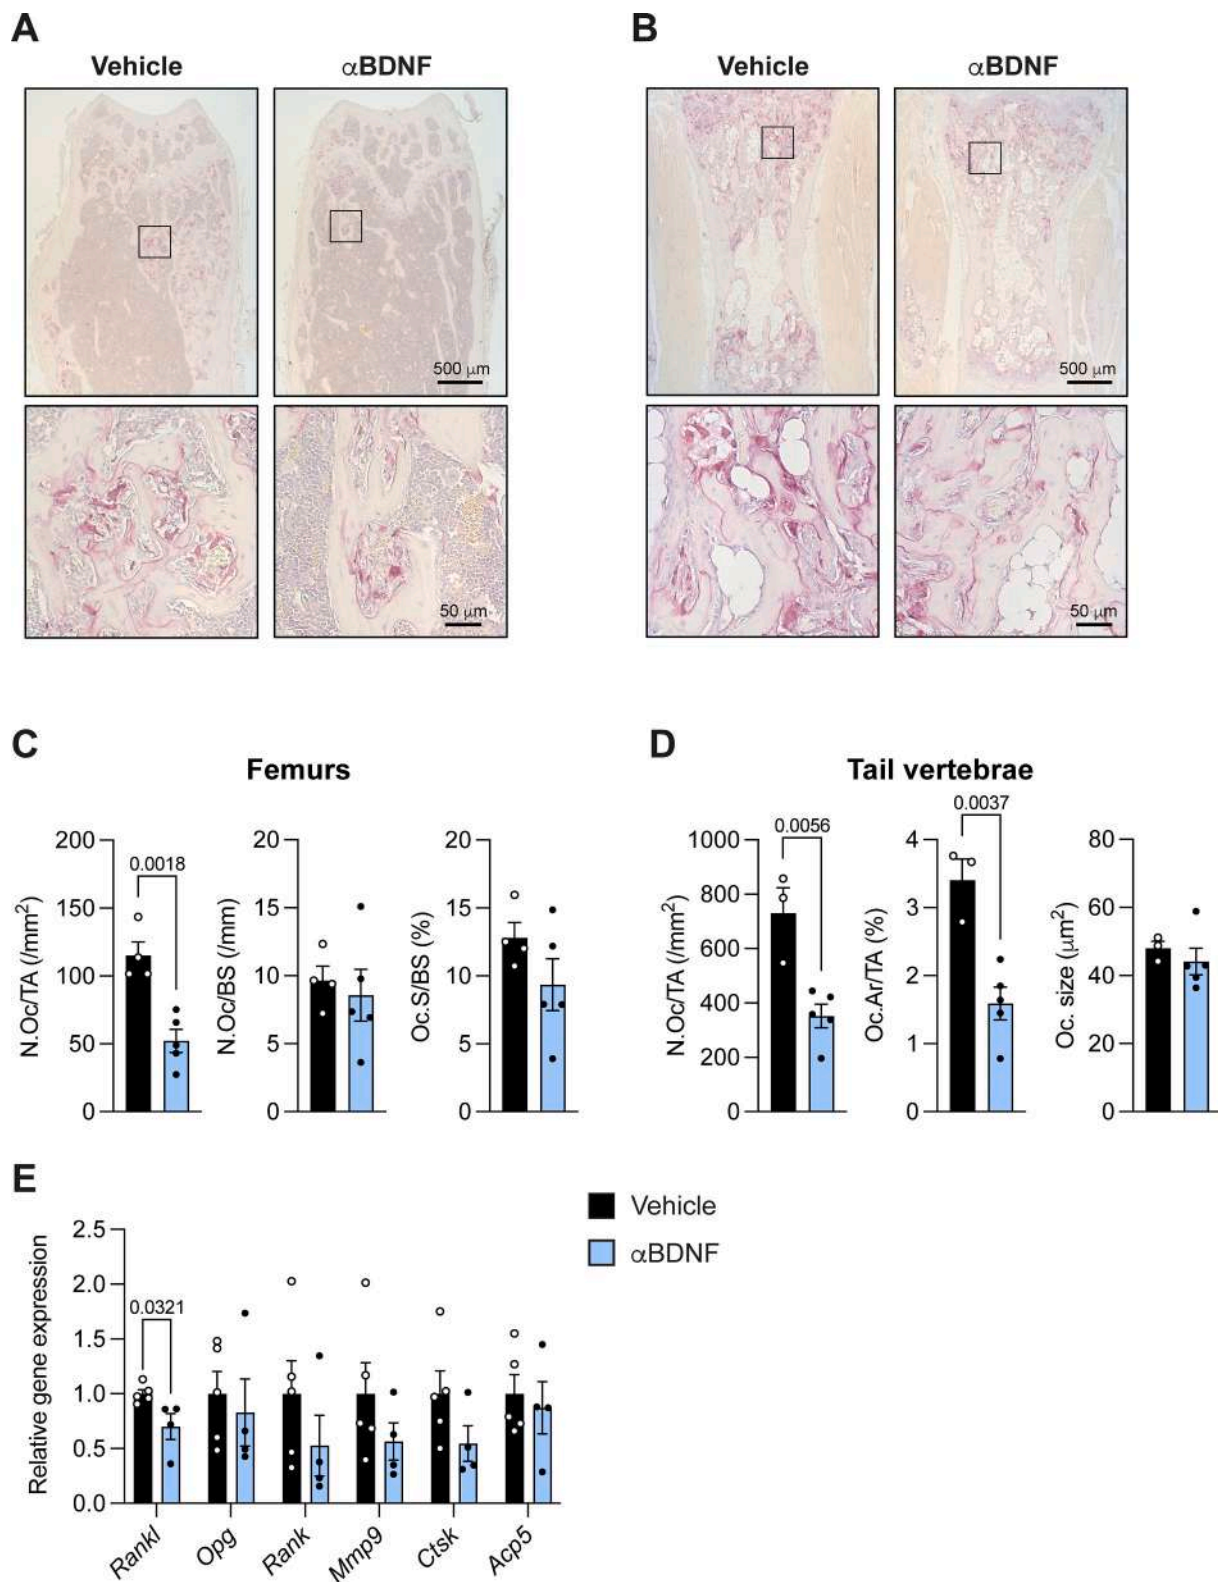 A
Vehicle
αBDNF
500 μm
50 μm
B
Vehicle
αBDNF
500 μm
50 μm
C
Femurs
N.Oc/TA (/mm²)
200
150
100
50
0
0.0018
N.Oc/BS (/mm)
20
15
10
5
0
Oc.S/BS (%)
20
15
10
5
0
D
Tail vertebrae
N.Oc/TA (/mm²)
1000
800
600
400
200
0
0.0056
Oc.Ar/TA (%)
4
3
2
1
0
0.0037
Oc. size (μm²)
80
60
40
20
0
E
Relative gene expression
2.5
2.0
1.5
1.0
0.5
0.0
0.0321
Rankl
Opg
Rank
Mmp9
Ctsk
Acp5
Vehicle
αBDNF